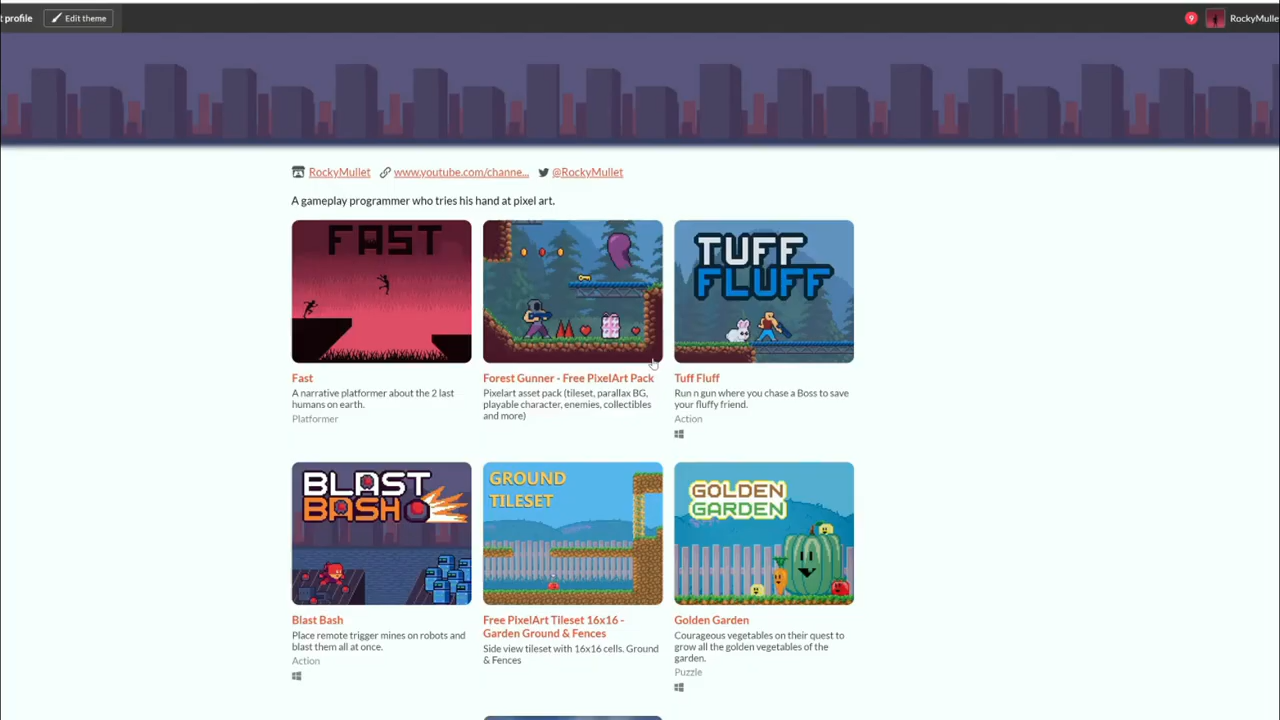 t profile Edit theme 9 RockyMulle
RockyMullet www.youtube.com/channe... @RockyMullet
A gameplay programmer who tries his hand at pixel art.
FAST
TUFF
FLUFF
Fast
A narrative platformer about the 2 last
humans on earth.
Platformer
Forest Gunner - Free PixelArt Pack
Pixelart asset pack (tileset, parallax BG,
playable character, enemies, collectibles
and more)
Tuff Fluff
Run n gun where you chase a Boss to save
your fluffy friend.
Action
BLAST
BASH
GROUND
TILESET
GOLDEN
GARDEN
Blast Bash
Place remote trigger mines on robots and
blast them all at once.
Action
Free PixelArt Tileset 16x16 -
Garden Ground & Fences
Side view tileset with 16x16 cells. Ground
& Fences
Golden Garden
Courageous vegetables on their quest to
grow all the golden vegetables of the
garden.
Puzzle